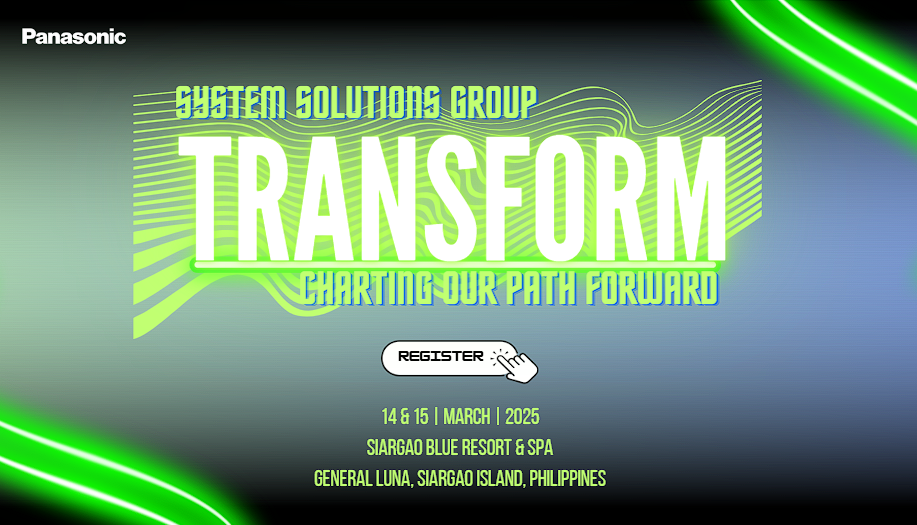 Panasonic
SYSTEM SOLUTIONS GROUP
TRANSFORM
CHARTING OUR PATH FORWARD
REGISTER
14 & 15 | MARCH | 2025
SIARGAO BLUE RESORT & SPA
GENERAL LUNA, SIARGAO ISLAND, PHILIPPINES